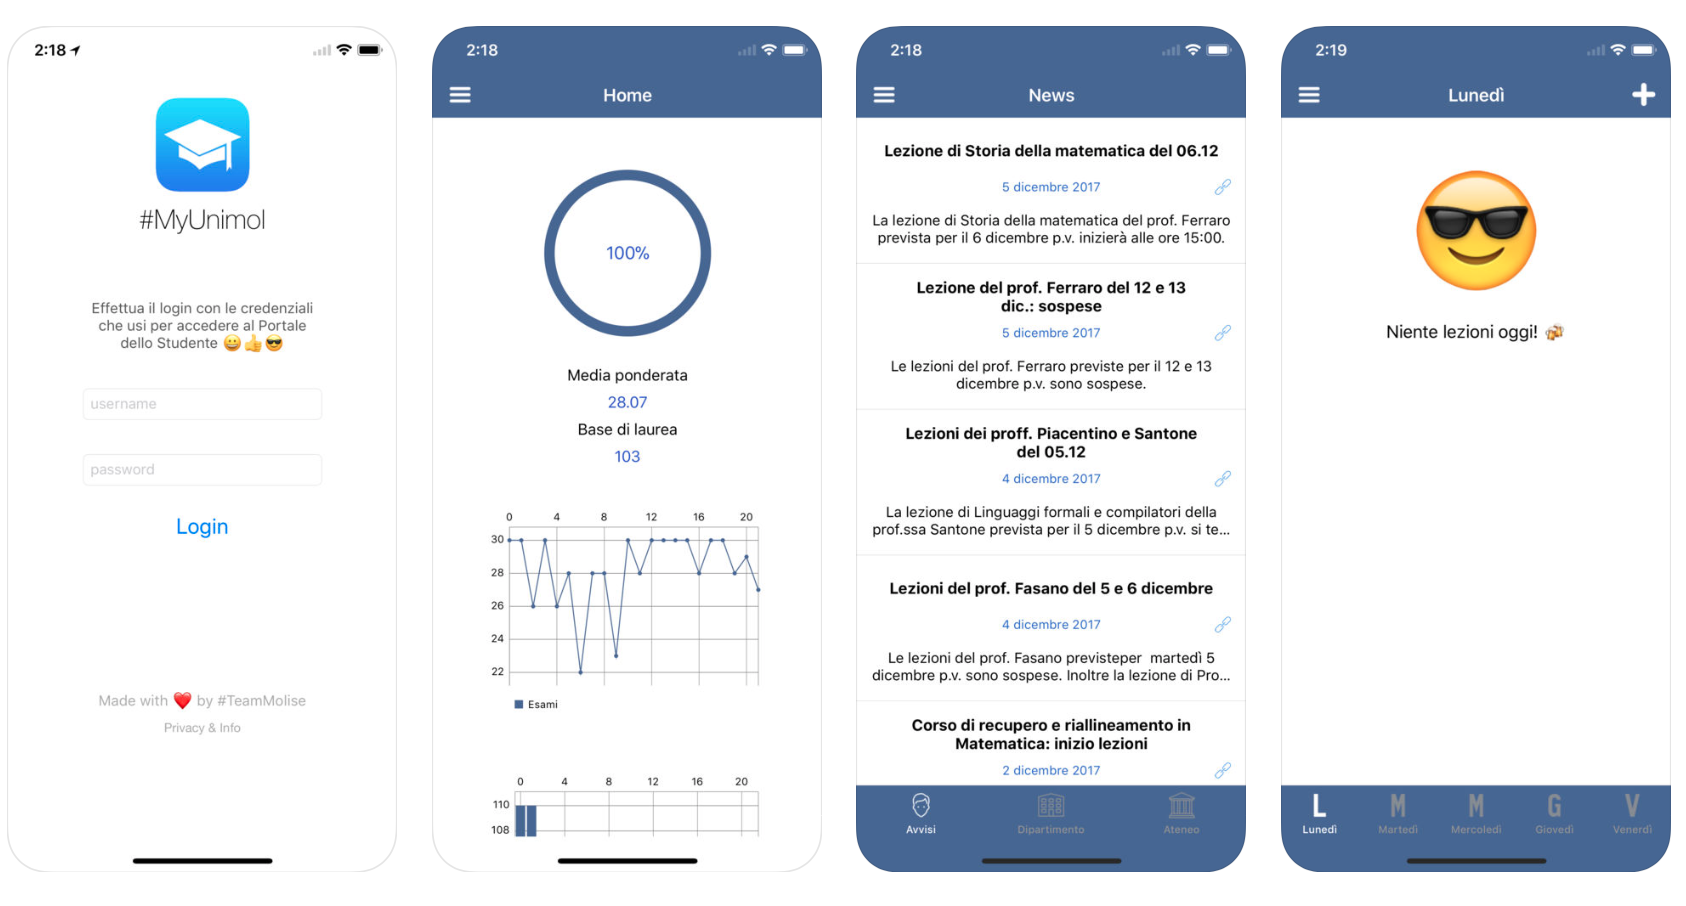 2:18
#MyUnimol
Effettua il login con le credenziali
che usi per accedere al Portale
dello Studente 😀👍😎
username
password
Login
Made with ❤️ by #TeamMolise
Privacy & Info
2:18
Home
100%
Media ponderata
28.07
Base di laurea
103
0 4 8 12 16 20
30
28
26
24
22
Esami
0 4 8 12 16 20
110
108
2:18
News
Lezione di Storia della matematica del 06.12
5 dicembre 2017
La lezione di Storia della matematica del prof. Ferraro
prevista per il 6 dicembre p.v. inizierà alle ore 15:00.
Lezione del prof. Ferraro del 12 e 13
dic.: sospese
5 dicembre 2017
Le lezioni del prof. Ferraro previste per il 12 e 13
dicembre p.v. sono sospese.
Lezioni dei proff. Piacentino e Santone
del 05.12
4 dicembre 2017
La lezione di Linguaggi formali e compilatori della
prof.ssa Santone prevista per il 5 dicembre p.v. si te...
Lezioni del prof. Fasano del 5 e 6 dicembre
4 dicembre 2017
Le lezioni del prof. Fasano previsteper martedì 5
dicembre p.v. sono sospese. Inoltre la lezione di Pro...
Corso di recupero e riallineamento in
Matematica: inizio lezioni
2 dicembre 2017
Avvisi Dipartimento Ateneo
2:19
Lunedì
Niente lezioni oggi! 🍻
L M M G V
Lunedì Martedì Mercoledì Giovedì Venerdì